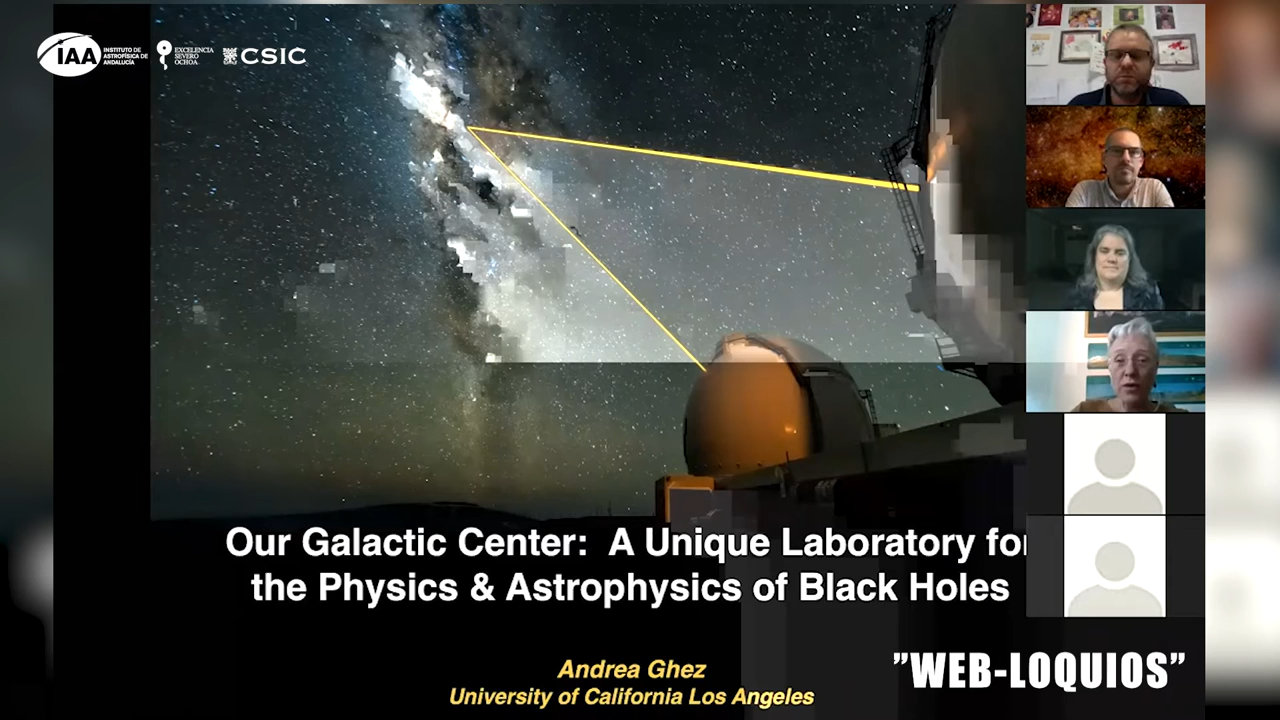 IAA
INSTITUTO DE
ASTROFÍSICA DE
ANDALUCÍA
EXCELENCIA
SEVERO
OCHOA
CSIC
Our Galactic Center: A Unique Laboratory for
the Physics & Astrophysics of Black Holes
Andrea Ghez
University of California Los Angeles
”WEB-LOQUIOS”